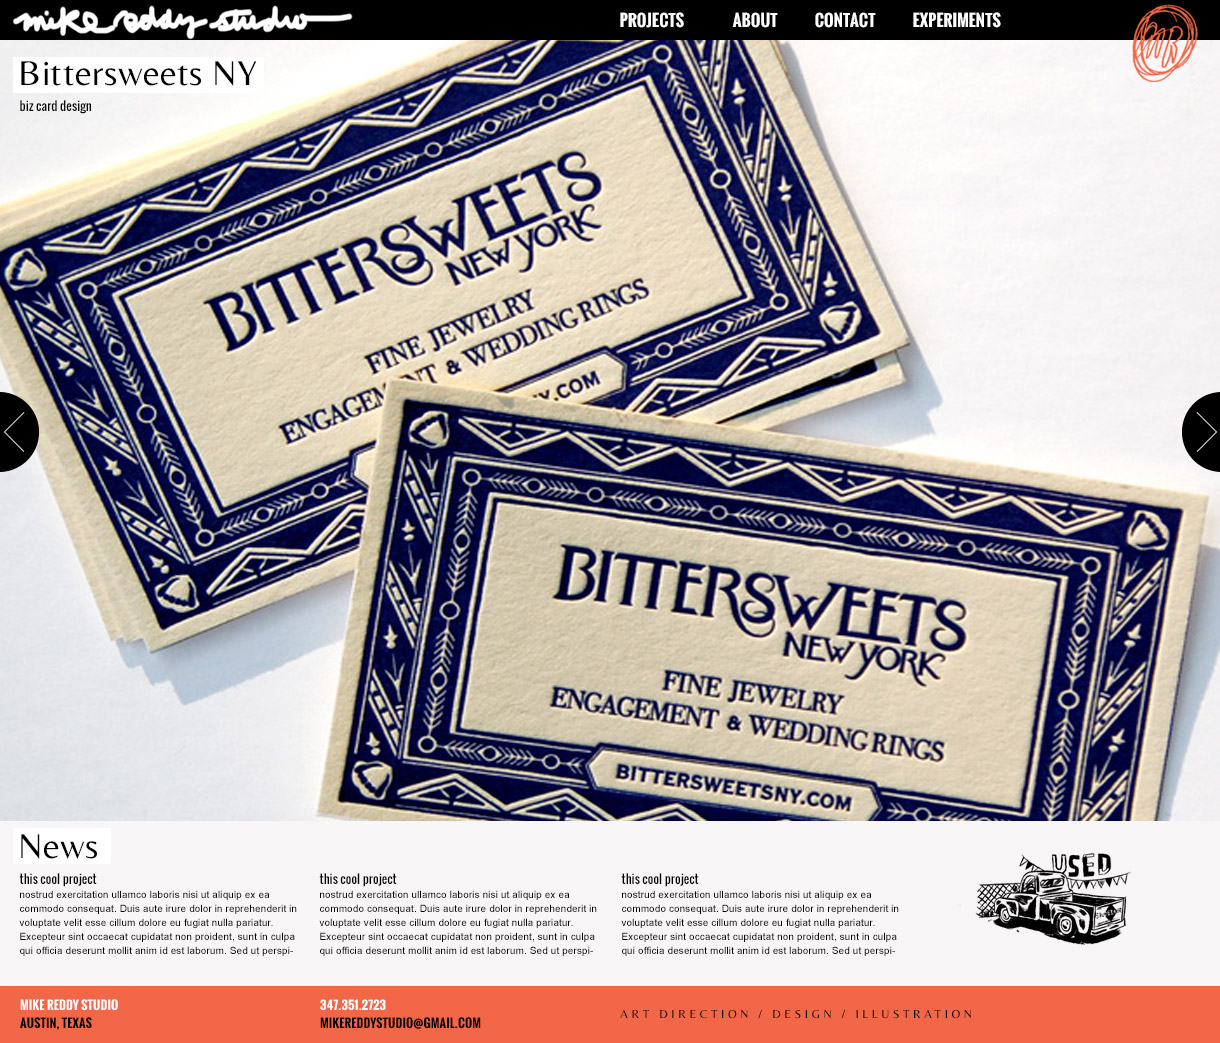 mike reddy studio
PROJECTS ABOUT CONTACT EXPERIMENTS
MR
Bittersweets NY
biz card design
BITTERSWEETS
NEW YORK
FINE JEWELRY
ENGAGEMENT & WEDDING RINGS
NY.COM
BITTERSWEETS
NEW YORK
FINE JEWELRY
ENGAGEMENT & WEDDING RINGS
BITTERSWEETSNY.COM
News
this cool project
nostrud exercitation ullamco laboris nisi ut aliquip ex ea
commodo consequat. Duis aute irure dolor in reprehenderit in
voluptate velit esse cillum dolore eu fugiat nulla pariatur.
Excepteur sint occaecat cupidatat non proident, sunt in culpa
qui officia deserunt mollit anim id est laborum. Sed ut perspi-
this cool project
nostrud exercitation ullamco laboris nisi ut aliquip ex ea
commodo consequat. Duis aute irure dolor in reprehenderit in
voluptate velit esse cillum dolore eu fugiat nulla pariatur.
Excepteur sint occaecat cupidatat non proident, sunt in culpa
qui officia deserunt mollit anim id est laborum. Sed ut perspi-
this cool project
nostrud exercitation ullamco laboris nisi ut aliquip ex ea
commodo consequat. Duis aute irure dolor in reprehenderit in
voluptate velit esse cillum dolore eu fugiat nulla pariatur.
Excepteur sint occaecat cupidatat non proident, sunt in culpa
qui officia deserunt mollit anim id est laborum. Sed ut perspi-
USED
MIKE REDDY STUDIO
AUSTIN, TEXAS
347.351.2723
MIKEREDDYSTUDIO@GMAIL.COM
ART DIRECTION / DESIGN / ILLUSTRATION